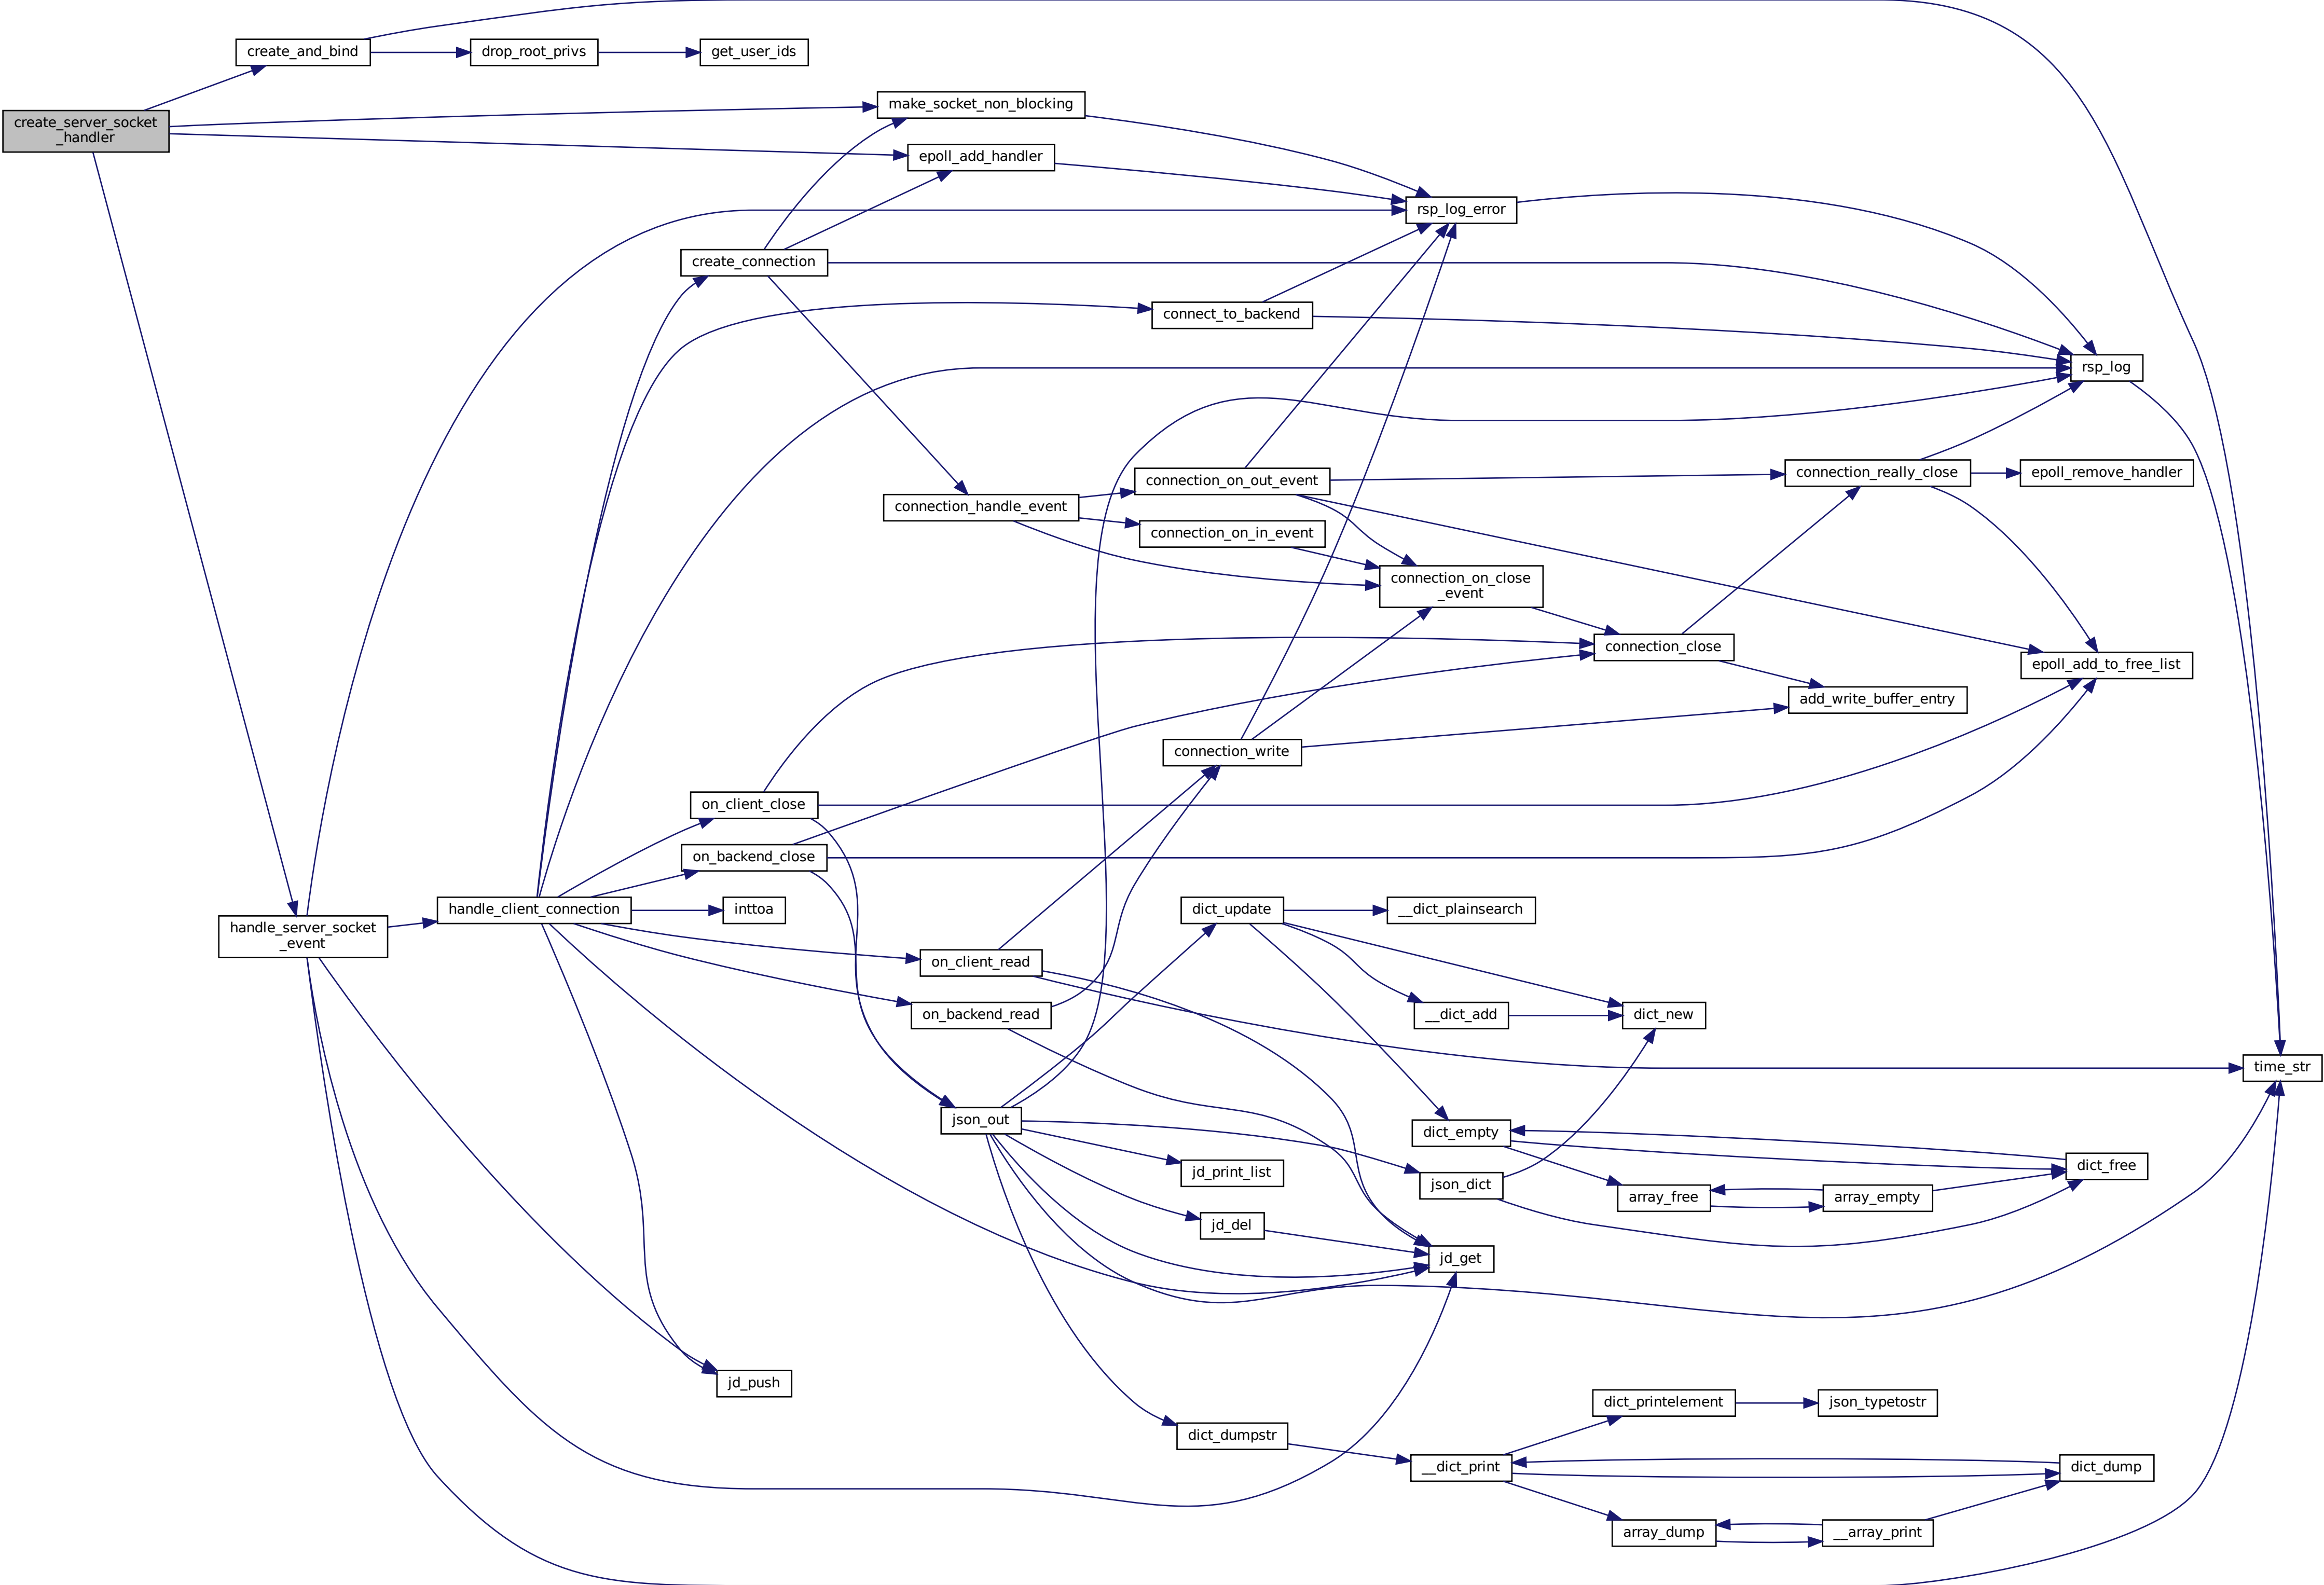 create_and_bind
drop_root_privs
get_user_ids
make_socket_non_blocking
create_server_socket
_handler
epoll_add_handler
rsp_log_error
create_connection
connect_to_backend
rsp_log
connection_really_close
epoll_remove_handler
connection_on_out_event
connection_handle_event
connection_on_in_event
connection_on_close
_event
connection_close
epoll_add_to_free_list
add_write_buffer_entry
connection_write
on_client_close
on_backend_close
handle_client_connection
inttoa
dict_update
__dict_plainsearch
handle_server_socket
_event
on_client_read
on_backend_read
__dict_add
dict_new
time_str
json_out
dict_empty
dict_free
jd_print_list
json_dict
array_free
array_empty
jd_del
jd_get
jd_push
dict_printelement
json_typetostr
dict_dumpstr
__dict_print
dict_dump
array_dump
__array_print